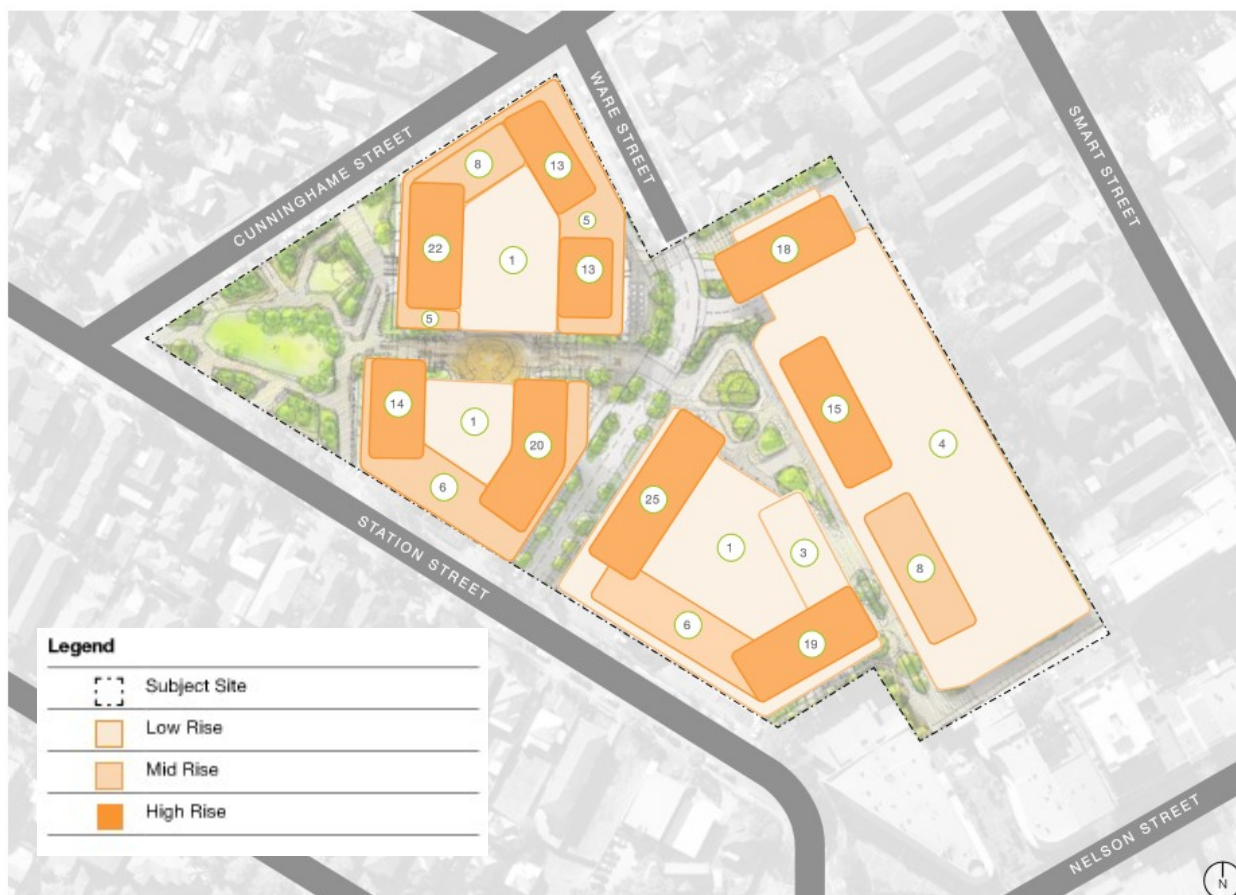 CUNNINGHAME STREET
WARE STREET
SMART STREET
8
13
5
22
1
13
18
5
14
1
20
15
4
6
25
1
3
8
STATION STREET
6
19
NELSON STREET
Legend
Subject Site
Low Rise
Mid Rise
High Rise
N